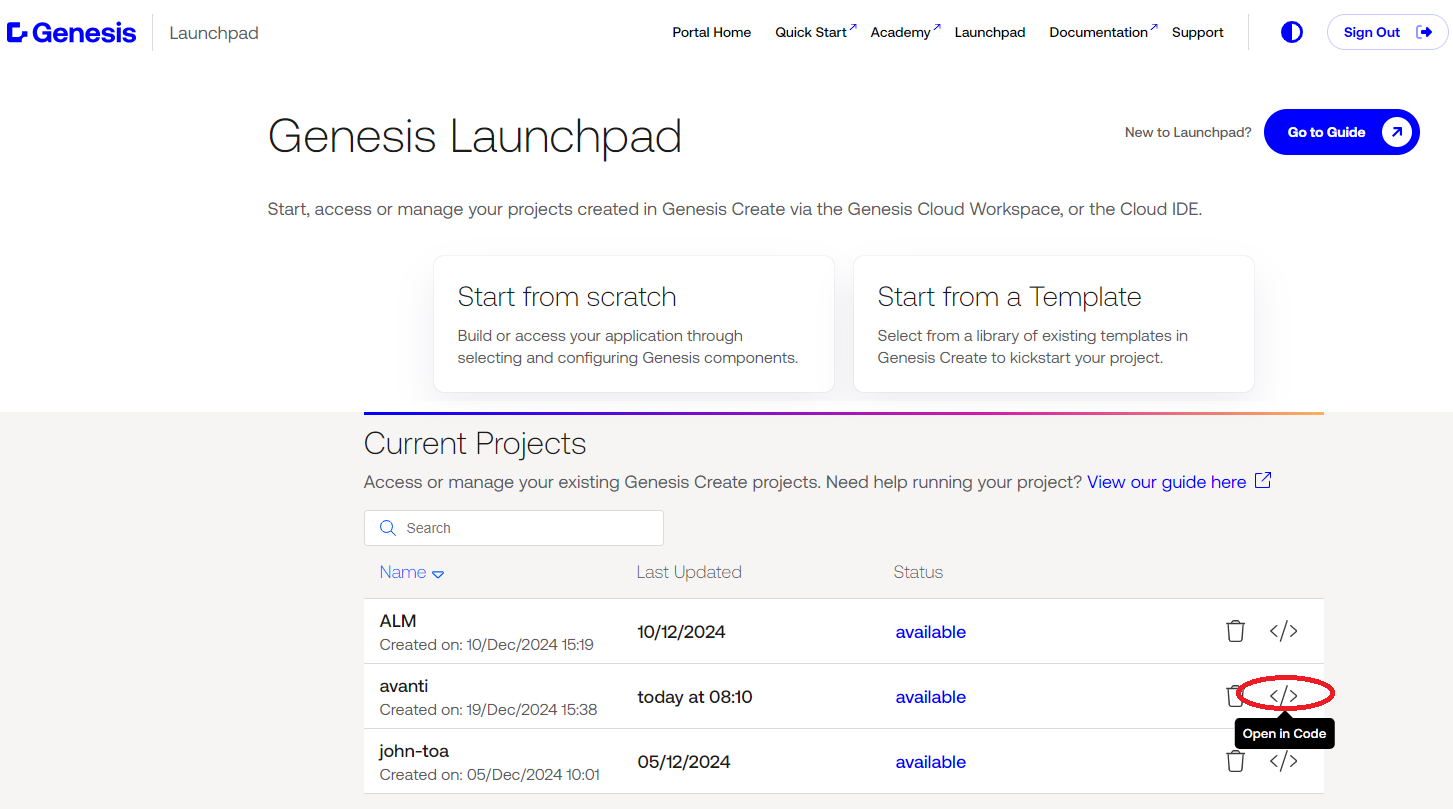 Genesis
Launchpad
Portal Home
Quick Start
Academy
Launchpad
Documentation
Support
Sign Out
Genesis Launchpad
New to Launchpad?
Go to Guide
Start, access or manage your projects created in Genesis Create via the Genesis Cloud Workspace, or the Cloud IDE.
Start from scratch
Build or access your application through
selecting and configuring Genesis components.
Start from a Template
Select from a library of existing templates in
Genesis Create to kickstart your project.
Current Projects
Access or manage your existing Genesis Create projects. Need help running your project? View our guide here
Search
Name
Last Updated
Status
ALM
Created on: 10/Dec/2024 15:19
10/12/2024
available
avanti
Created on: 19/Dec/2024 15:38
today at 08:10
available
Open in Code
john-toa
Created on: 05/Dec/2024 10:01
05/12/2024
available